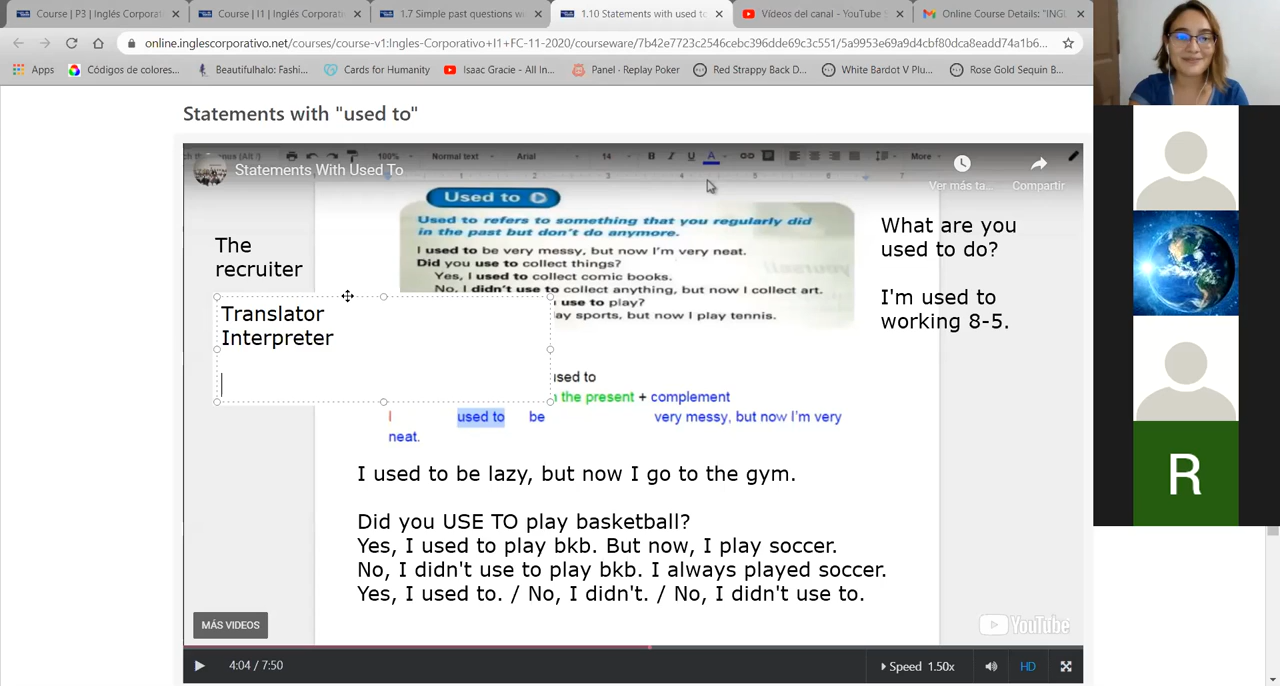 Course | P3 | Inglés Corporati
Course | I1 | Inglés Corporati
1.7 Simple past questions w
1.10 Statements with used to
Vídeos del canal - YouTube S
Online Course Details: "INGL
online.inglescorporativo.net/courses/course-v1:Ingles-Corporativo+I1+FC-11-2020/courseware/7b42e7723c2546cebc396dde69c3c551/5a9953e69a9d4cbf80dca8eadd74a1b6...
Apps
Códigos de colores...
Beautifulhalo: Fashi...
Cards for Humanity
Isaac Gracie - All In...
Panel · Replay Poker
Red Strappy Back D...
White Bardot V Plu...
Rose Gold Sequin B...
Statements with "used to"
100%
Normal text
Arial
14
B I U A
More
Statements With Used To
Ver más ta...
Compartir
Used to
Used to refers to something that you regularly did
in the past but don't do anymore.
I used to be very messy, but now I'm very neat.
Did you use to collect things?
Yes, I used to collect comic books.
No, I didn't use to collect anything, but now I collect art.
use to play?
ay sports, but now I play tennis.
The
recruiter
Translator
Interpreter
What are you
used to do?
I'm used to
working 8-5.
used to
the present + complement
I used to be very messy, but now I'm very
neat.
I used to be lazy, but now I go to the gym.
Did you USE TO play basketball?
Yes, I used to play bkb. But now, I play soccer.
No, I didn't use to play bkb. I always played soccer.
Yes, I used to. / No, I didn't. / No, I didn't use to.
MÁS VIDEOS
YouTube
4:04 / 7:50
Speed 1.50x
HD
R